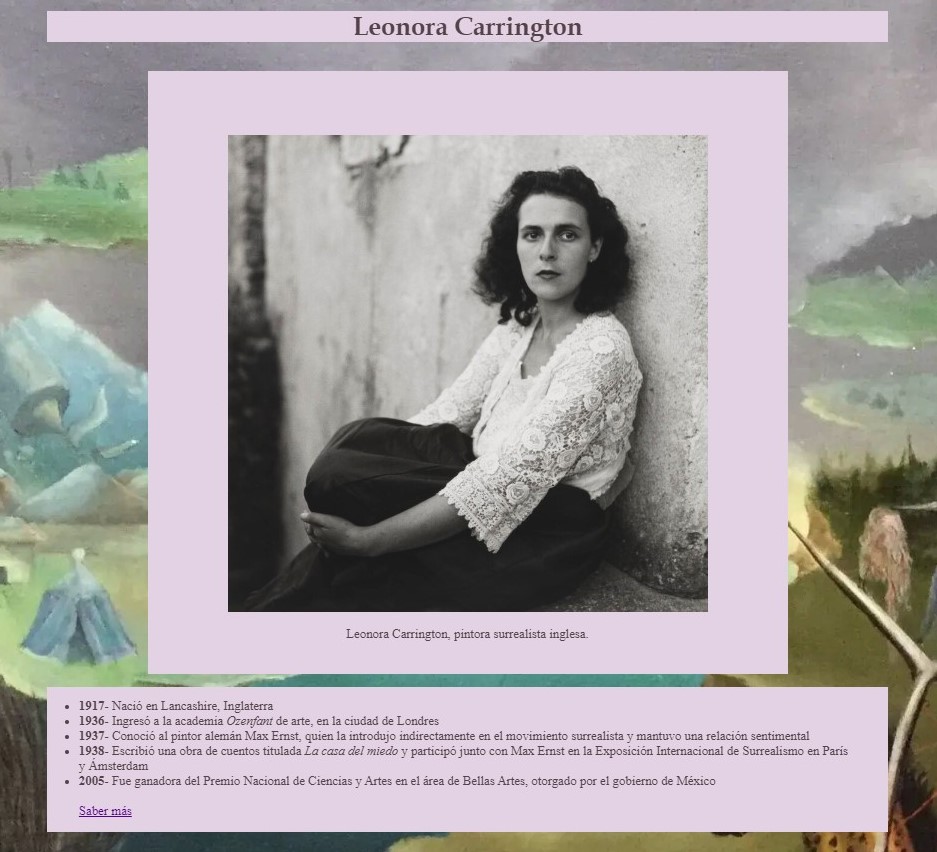 Leonora Carrington
Leonora Carrington, pintora surrealista inglesa.
• 1917- Nació en Lancashire, Inglaterra
• 1936- Ingresó a la academia Ozenfant de arte, en la ciudad de Londres
• 1937- Conoció al pintor alemán Max Ernst, quien la introdujo indirectamente en el movimiento surrealista y mantuvo una relación sentimental
• 1938- Escribió una obra de cuentos titulada La casa del miedo y participó junto con Max Ernst en la Exposición Internacional de Surrealismo en París
y Ámsterdam
• 2005- Fue ganadora del Premio Nacional de Ciencias y Artes en el área de Bellas Artes, otorgado por el gobierno de México
Saber más